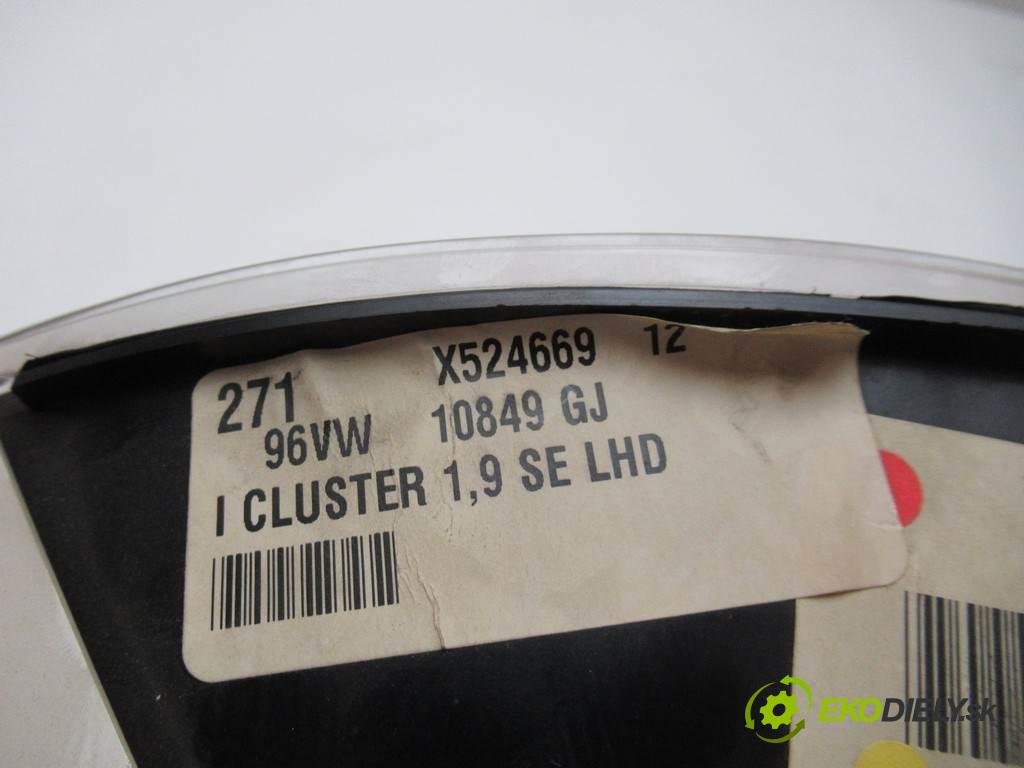 271 X524669 12
96VW 10849 GJ
I CLUSTER 1,9 SE LHD
EKODIELY.sk